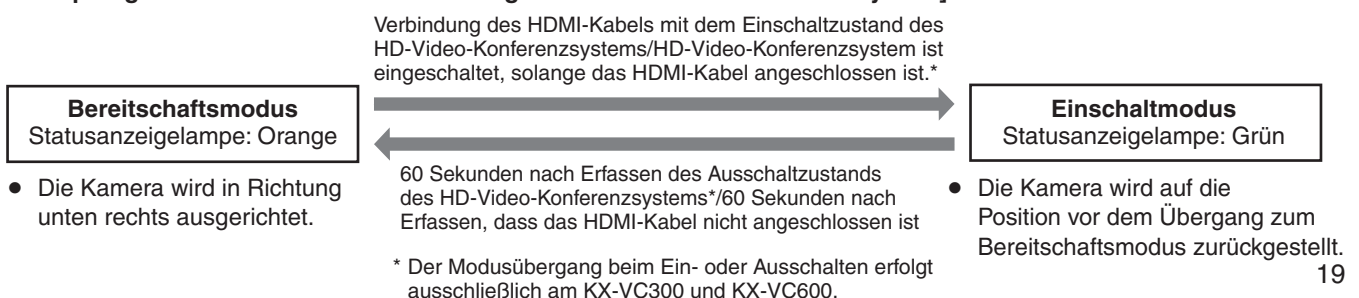 Verbindung des HDMI-Kabels mit dem Einschaltzustand des
HD-Video-Konferenzsystems/HD-Video-Konferenzsystem ist
eingeschaltet, solange das HDMI-Kabel angeschlossen ist.*
Bereitschaftsmodus
Statusanzeigelampe: Orange
Einschaltmodus
Statusanzeigelampe: Grün
● Die Kamera wird in Richtung
unten rechts ausgerichtet.
60 Sekunden nach Erfassen des Ausschaltzustands
des HD-Video-Konferenzsystems*/60 Sekunden nach
Erfassen, dass das HDMI-Kabel nicht angeschlossen ist
* Der Modusübergang beim Ein- oder Ausschalten erfolgt
ausschließlich am KX-VC300 und KX-VC600.
● Die Kamera wird auf die
Position vor dem Übergang zum
Bereitschaftsmodus zurückgestellt.
19